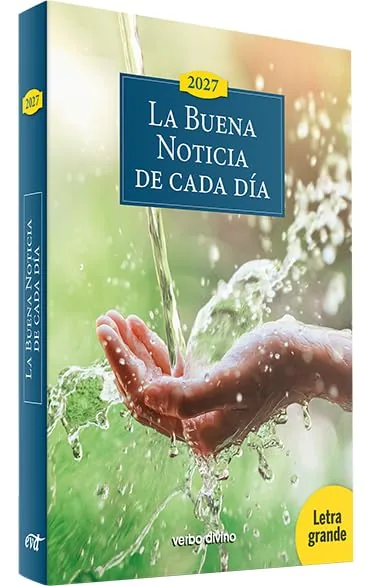 2027
LA BUENA
NOTICIA
DE CADA DÍA
verbo divino
Letra
grande
2027
LA BUENA NOTICIA
DE CADA DÍA
evd